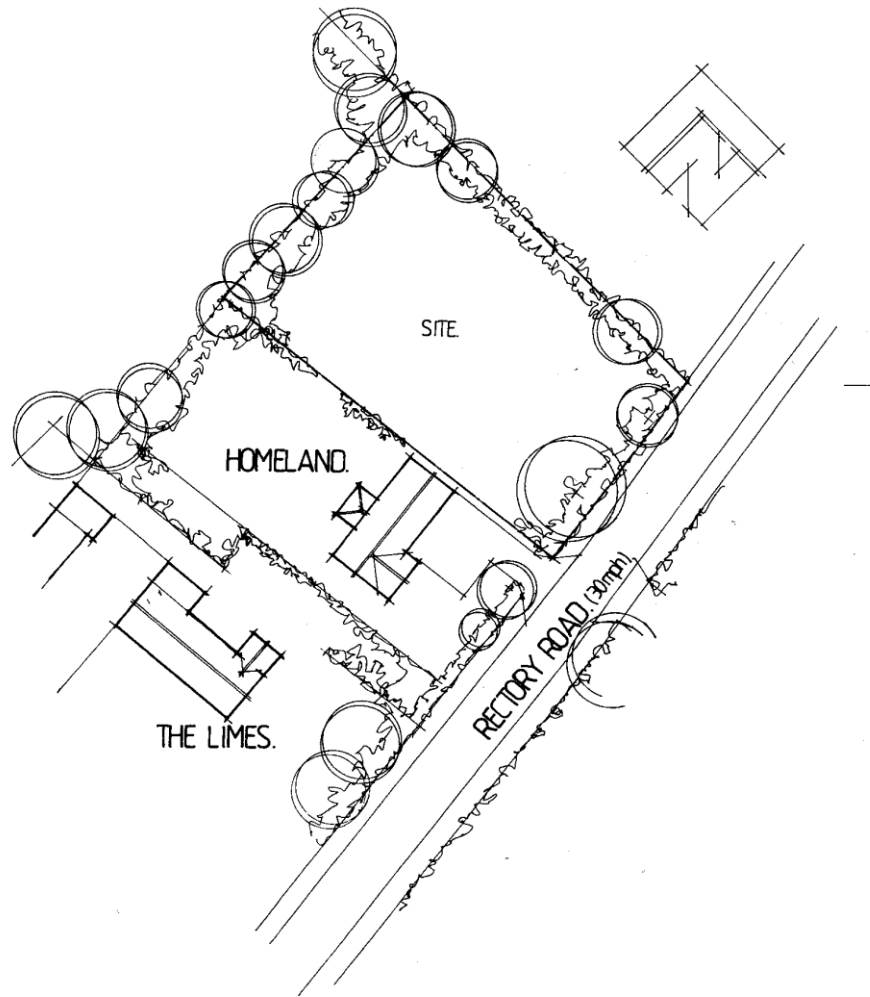 SITE.
HOMELAND.
RECTORY ROAD. (30mph)
THE LIMES.